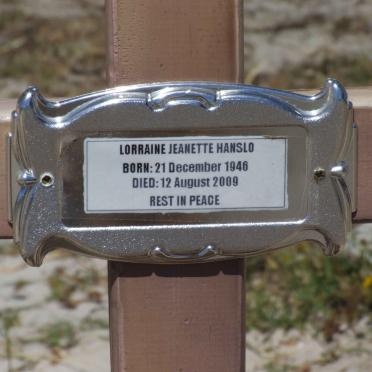 LORRAINE JEANETTE HANSLO
BORN: 21 December 1946
DIED: 12 August 2009
REST IN PEACE